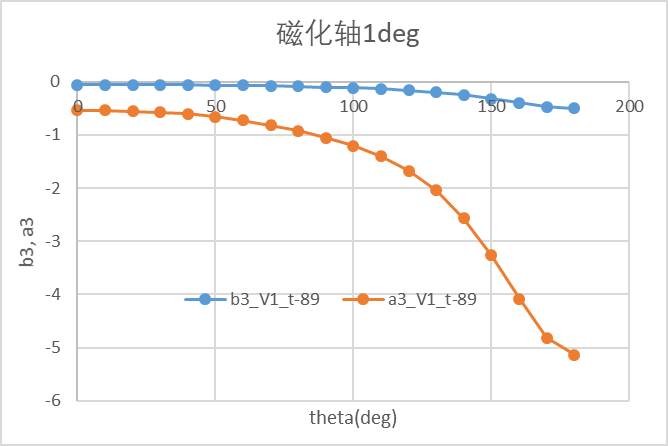 磁化轴1deg
0
0 50 100 150 200
-1
-2
-3
b3, a3
b3_V1_t-89 a3_V1_t-89
-4
-5
-6
theta(deg)